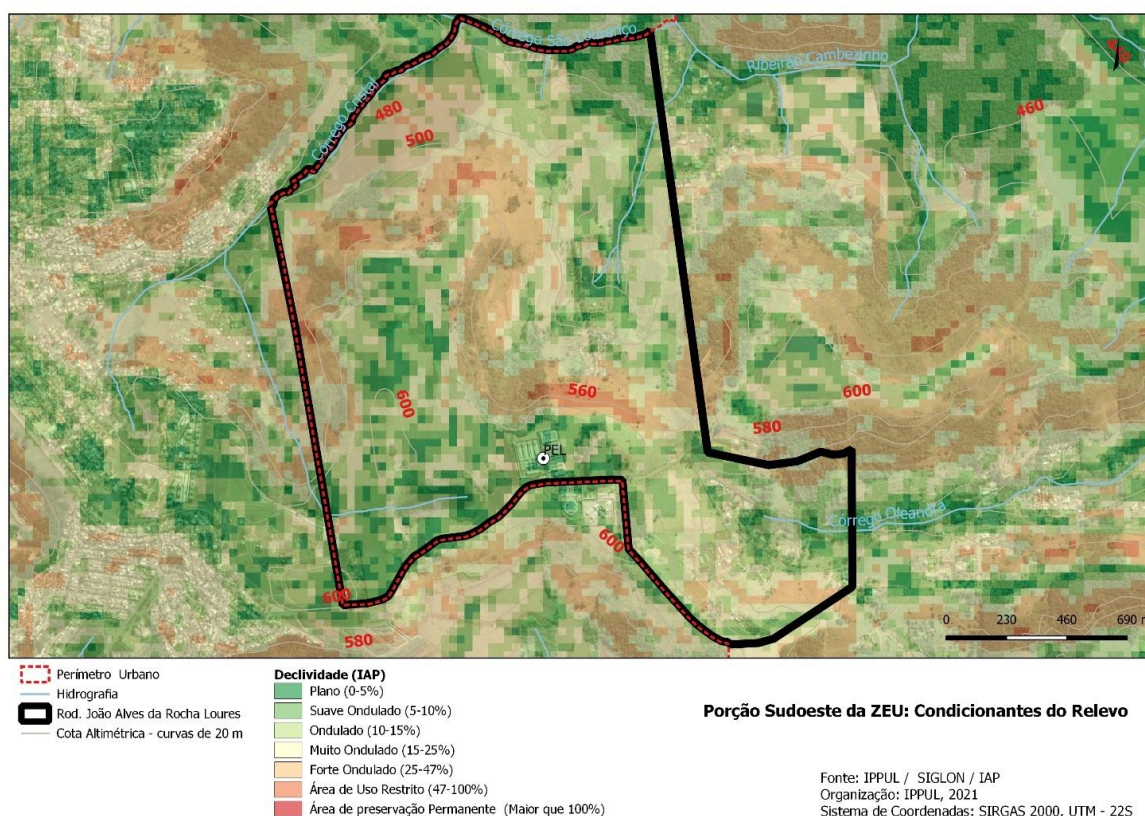 Córrego São Lourenço
Ribeirão Cambezinho
Córrego Cristal
480
500
460
560
600
600
580
PEL
Córrego Oleandra
600
600
580
0 230 460 690 m
Perímetro Urbano
Hidrografia
Rod. João Alves da Rocha Loures
Cota Altimétrica - curvas de 20 m
Declividade (IAP)
Plano (0-5%)
Suave Ondulado (5-10%)
Ondulado (10-15%)
Muito Ondulado (15-25%)
Forte Ondulado (25-47%)
Área de Uso Restrito (47-100%)
Área de preservação Permanente (Maior que 100%)
Porção Sudoeste da ZEU: Condicionantes do Relevo
Fonte: IPPUL / SIGLON / IAP
Organização: IPPUL, 2021
Sistema de Coordenadas: SIRGAS 2000, UTM - 22S